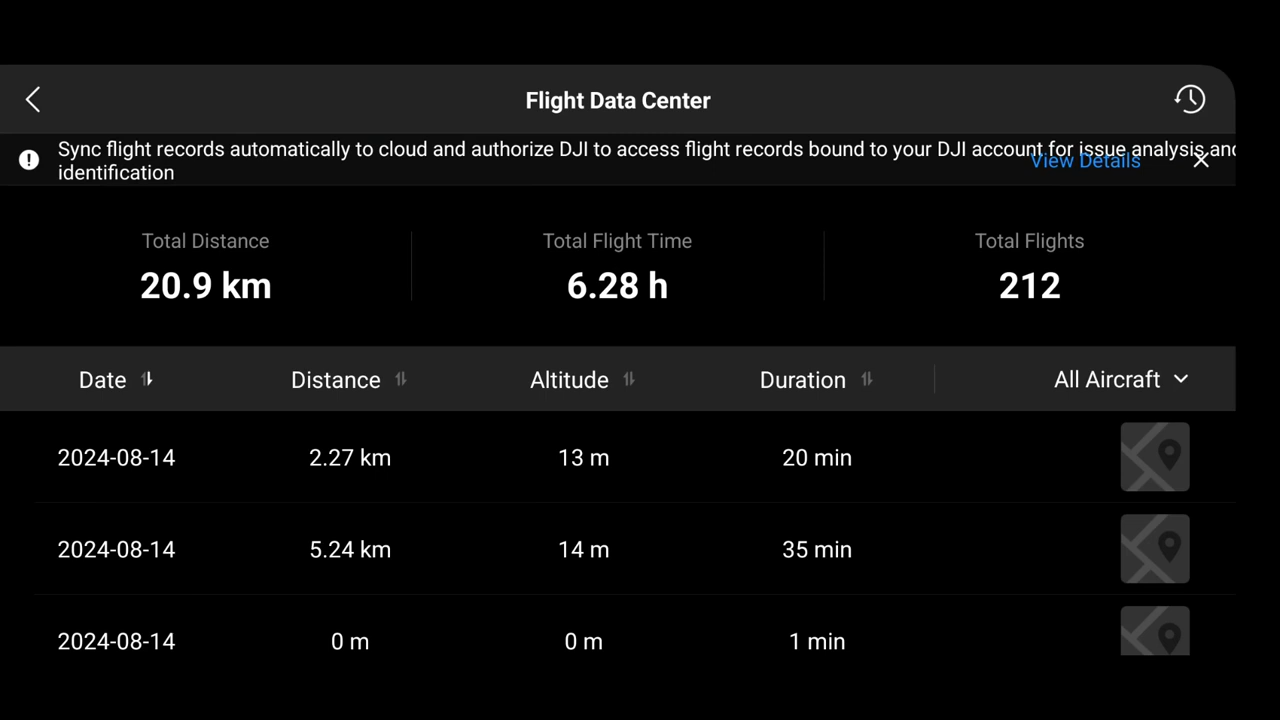 Flight Data Center
Sync flight records automatically to cloud and authorize DJI to access flight records bound to your DJI account for issue analysis and
identification
View Details
Total Distance Total Flight Time Total Flights
20.9 km 6.28 h 212
Date Distance Altitude Duration All Aircraft
2024-08-14 2.27 km 13 m 20 min
2024-08-14 5.24 km 14 m 35 min
2024-08-14 0 m 0 m 1 min